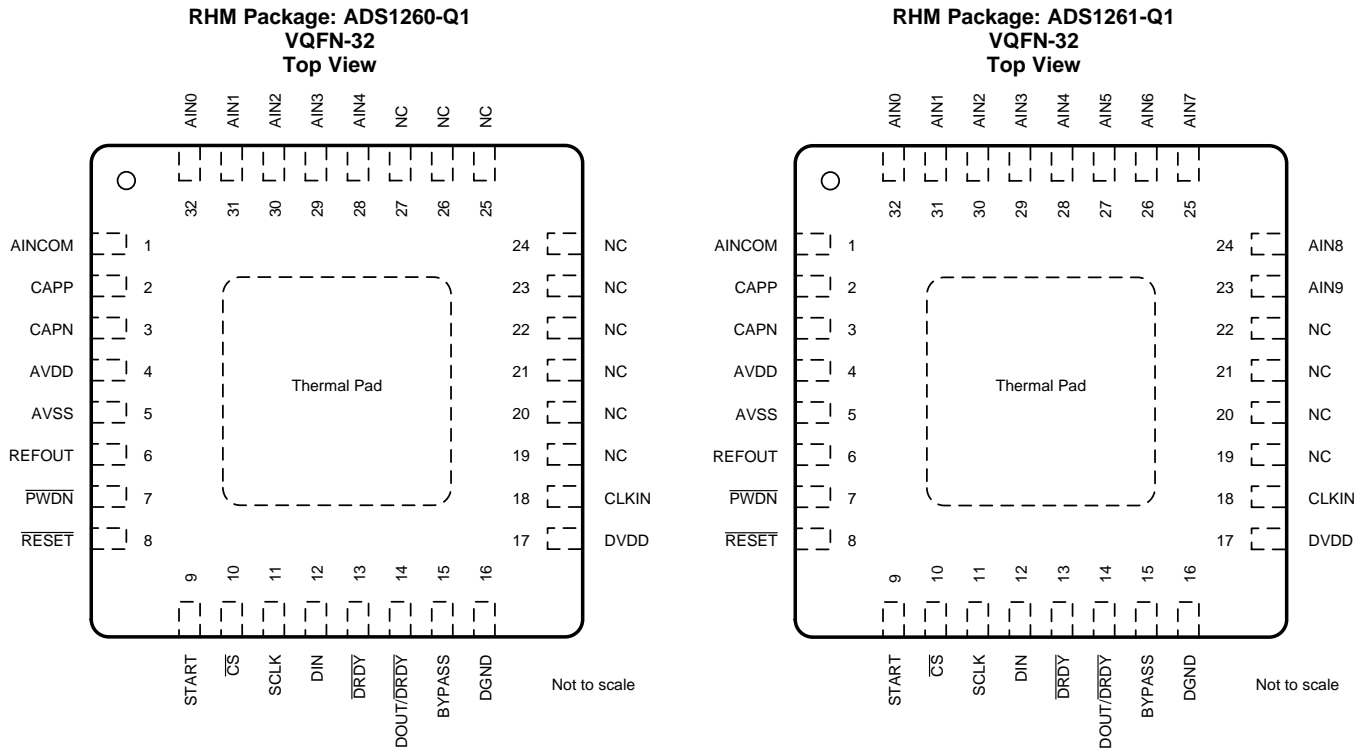 RHM Package: ADS1260-Q1
VQFN-32
Top View
AIN0
AIN1
AIN2
AIN3
AIN4
NC
NC
NC
32
31
30
29
28
27
26
25
AINCOM 1
CAPP 2
CAPN 3
AVDD 4
AVSS 5
REFOUT 6
PWDN 7
RESET 8
24 NC
23 NC
22 NC
21 NC
20 NC
19 NC
18 CLKIN
17 DVDD
Thermal Pad
9
10
11
12
13
14
15
16
START
CS
SCLK
DIN
DRDY
DOUT/DRDY
BYPASS
DGND
Not to scale
RHM Package: ADS1261-Q1
VQFN-32
Top View
AIN0
AIN1
AIN2
AIN3
AIN4
AIN5
AIN6
AIN7
32
31
30
29
28
27
26
25
AINCOM 1
CAPP 2
CAPN 3
AVDD 4
AVSS 5
REFOUT 6
PWDN 7
RESET 8
24 AIN8
23 AIN9
22 NC
21 NC
20 NC
19 NC
18 CLKIN
17 DVDD
Thermal Pad
9
10
11
12
13
14
15
16
START
CS
SCLK
DIN
DRDY
DOUT/DRDY
BYPASS
DGND
Not to scale